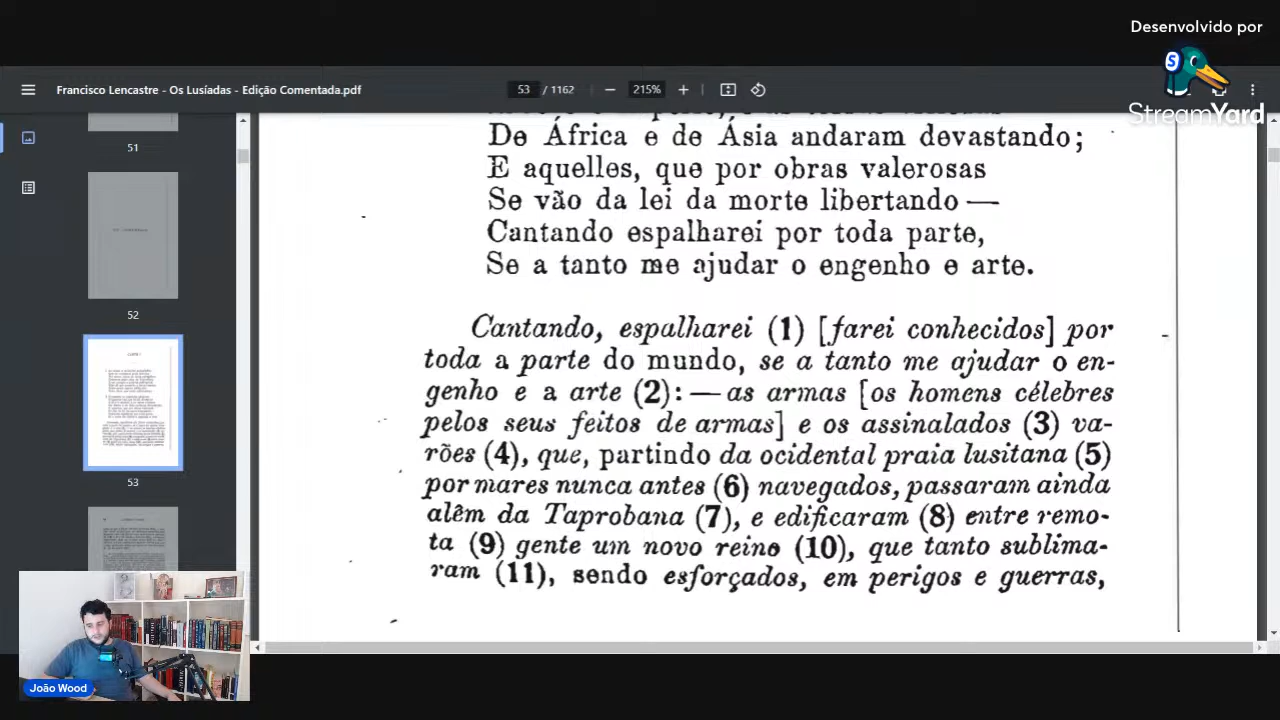 Desenvolvido por
StreamYard
Francisco Lencastre - Os Lusíadas - Edição Comentada.pdf
53 / 1162
215%
51
52
53
De África e de Ásia andaram devastando;
E aquelles, que por obras valerosas
Se vão da lei da morte libertando —
Cantando espalharei por toda parte,
Se a tanto me ajudar o engenho e arte.
Cantando, espalharei (1) [farei conhecidos] por
toda a parte do mundo, se a tanto me ajudar o en-
genho e a arte (2): — as armas [os homens célebres
pelos seus feitos de armas] e os assinalados (3) va-
rões (4), que, partindo da ocidental praia lusitana (5)
por mares nunca antes (6) navegados, passaram ainda
alêm da Taprobana (7), e edificaram (8) entre remo-
ta (9) gente um novo reino (10), que tanto sublima-
ram (11), sendo esforçados, em perigos e guerras,
João Wood